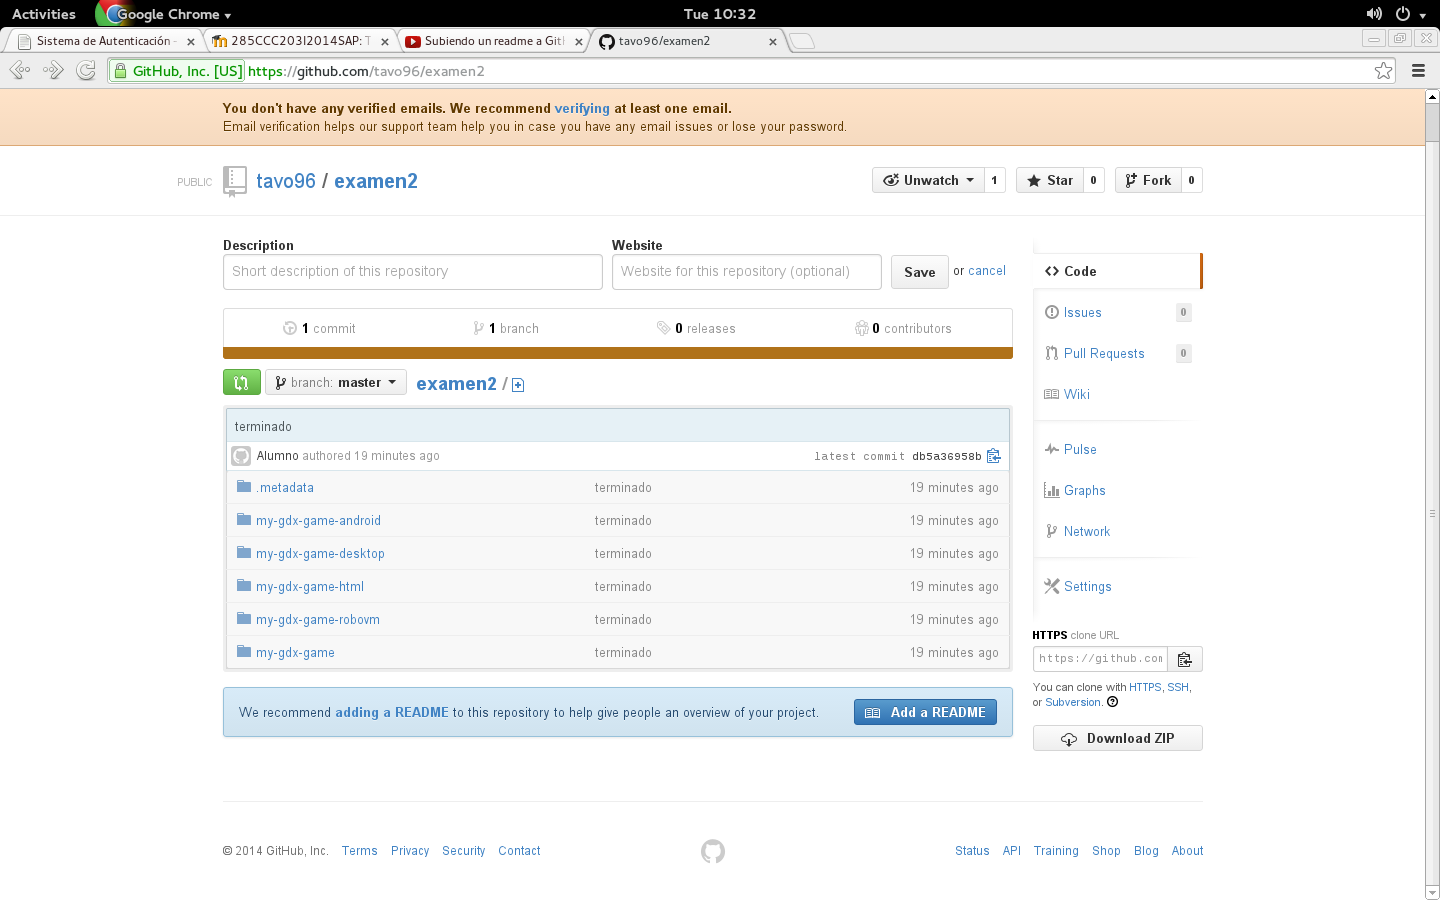 Activities Google Chrome Tue 10:32
Sistema de Autenticación - 285CCC203I2014SAP: T Subiendo un readme a Gith tavo96/examen2
GitHub, Inc. [US] https://github.com/tavo96/examen2
You don't have any verified emails. We recommend verifying at least one email.
Email verification helps our support team help you in case you have any email issues or lose your password.
PUBLIC tavo96 / examen2 Unwatch 1 Star 0 Fork 0
Description Website
Short description of this repository Website for this repository (optional) Save or cancel
1 commit 1 branch 0 releases 0 contributors
branch: master examen2 /
terminado
Alumno authored 19 minutes ago latest commit db5a36958b
.metadata terminado 19 minutes ago
my-gdx-game-android terminado 19 minutes ago
my-gdx-game-desktop terminado 19 minutes ago
my-gdx-game-html terminado 19 minutes ago
my-gdx-game-robovm terminado 19 minutes ago
my-gdx-game terminado 19 minutes ago
We recommend adding a README to this repository to help give people an overview of your project. Add a README
Code
Issues 0
Pull Requests 0
Wiki
Pulse
Graphs
Network
Settings
HTTPS clone URL
https://github.com
You can clone with HTTPS, SSH,
or Subversion.
Download ZIP
© 2014 GitHub, Inc. Terms Privacy Security Contact Status API Training Shop Blog About